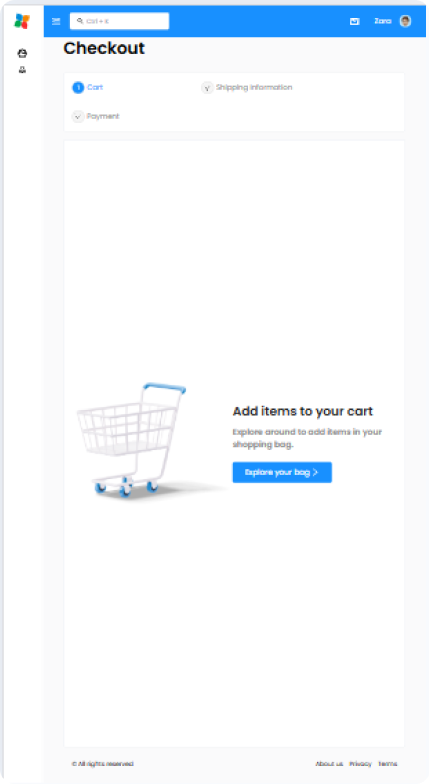 Ctrl + K
Zara
Checkout
1 Cart
Shipping Information
Payment
Add items to your cart
Explore around to add items in your
shopping bag.
Explore your bag >
© All rights reserved
About us Privacy Terms